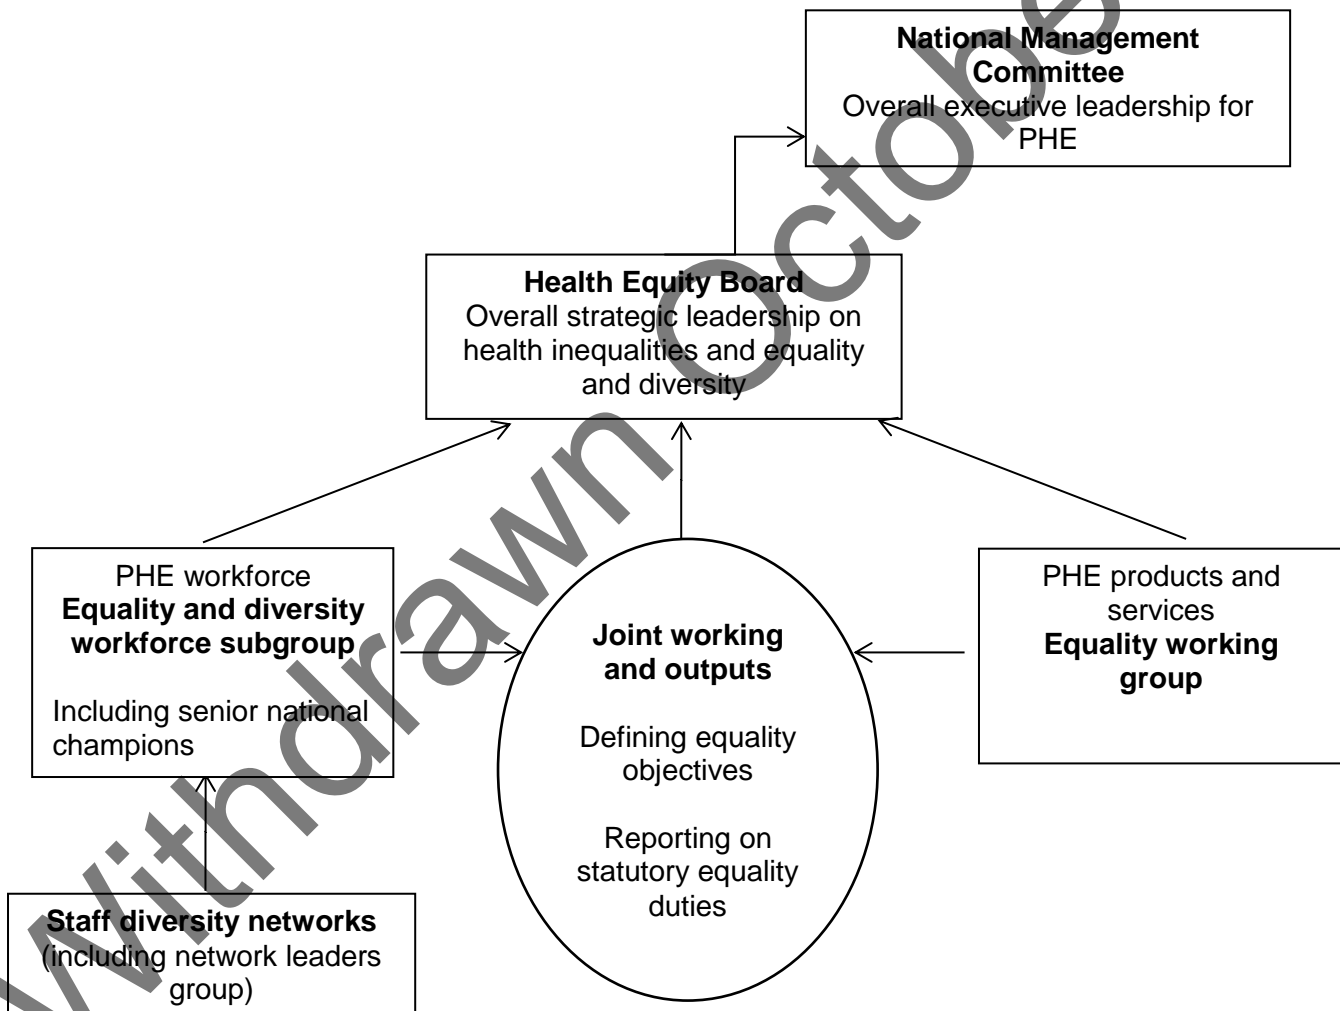 National Management
Committee
Overall executive leadership for
PHE
Health Equity Board
Overall strategic leadership on
health inequalities and equality
and diversity
PHE workforce
Equality and diversity
workforce subgroup
Including senior national
champions
Joint working
and outputs
Defining equality
objectives
Reporting on
statutory equality
duties
PHE products and
services
Equality working
group
Staff diversity networks
(including network leaders
group)
Withdrawn Octobe